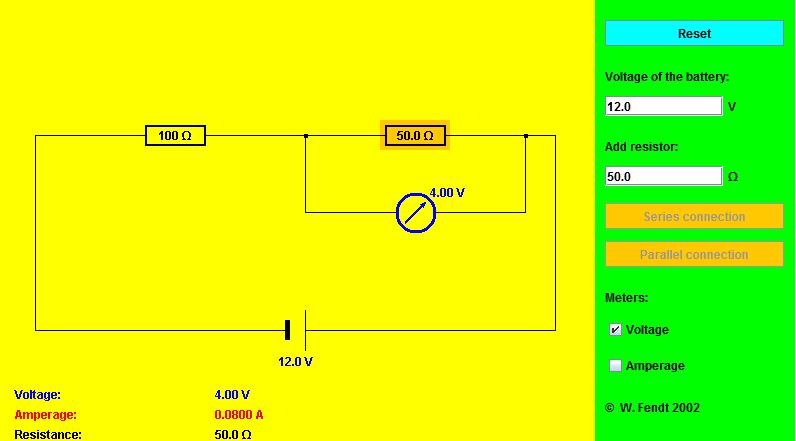 100 Ω
50.0 Ω
4.00 V
12.0 V
Voltage: 4.00 V
Amperage: 0.0800 A
Resistance: 50.0 Ω
Reset
Voltage of the battery:
12.0 V
Add resistor:
50.0 Ω
Series connection
Parallel connection
Meters:
Voltage
Amperage
© W. Fendt 2002